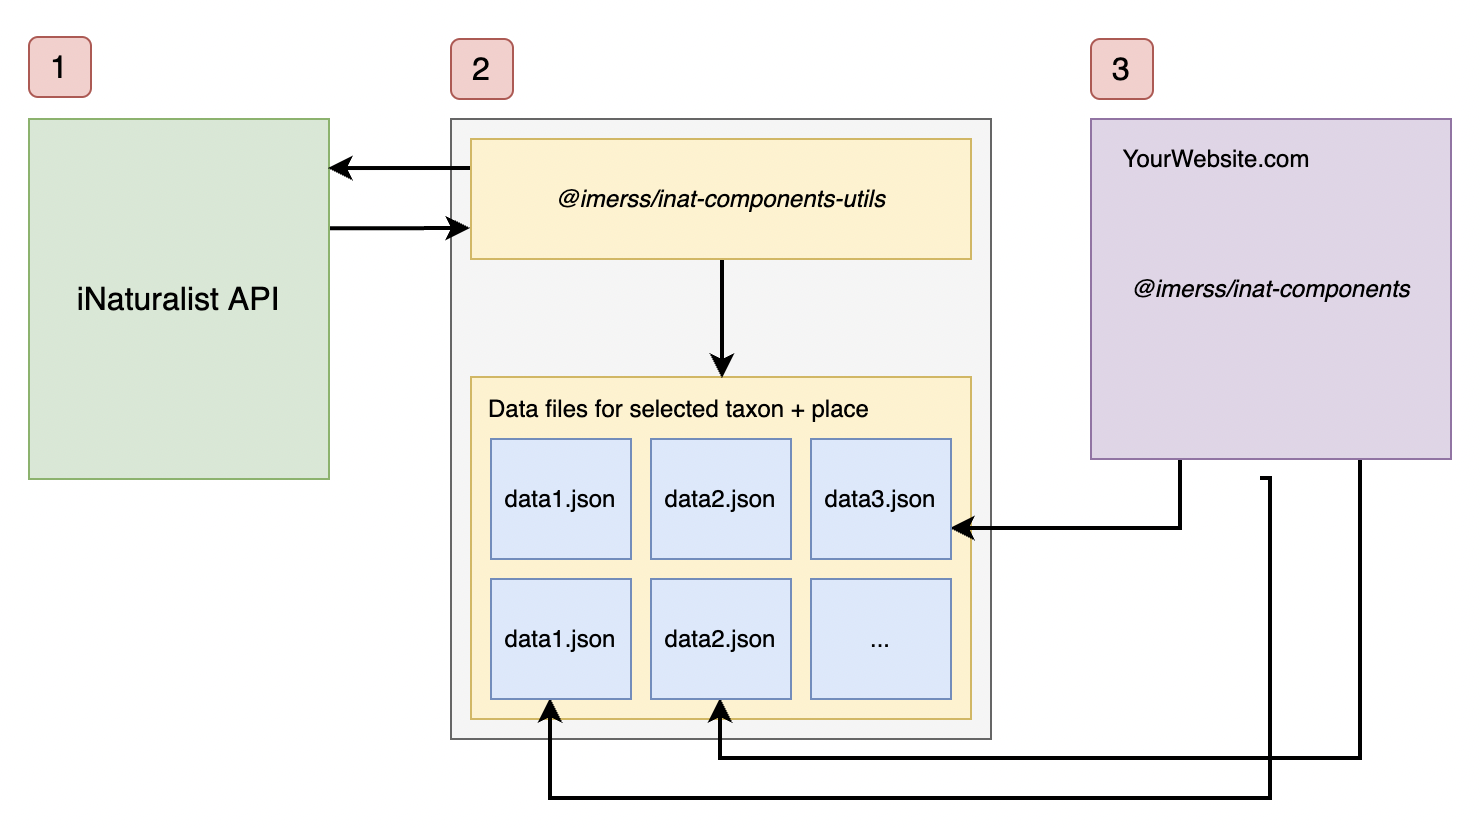 1
2
3
iNaturalist API
@imerss/inat-components-utils
Data files for selected taxon + place
data1.json
data2.json
data3.json
data1.json
data2.json
...
YourWebsite.com
@imerss/inat-components